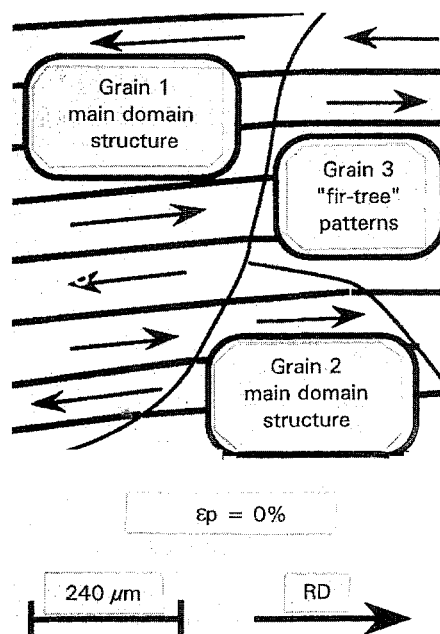 Grain 1
main domain
structure
Grain 3
"fir-tree"
patterns
Grain 2
main domain
structure
εp = 0%
240 μm
RD